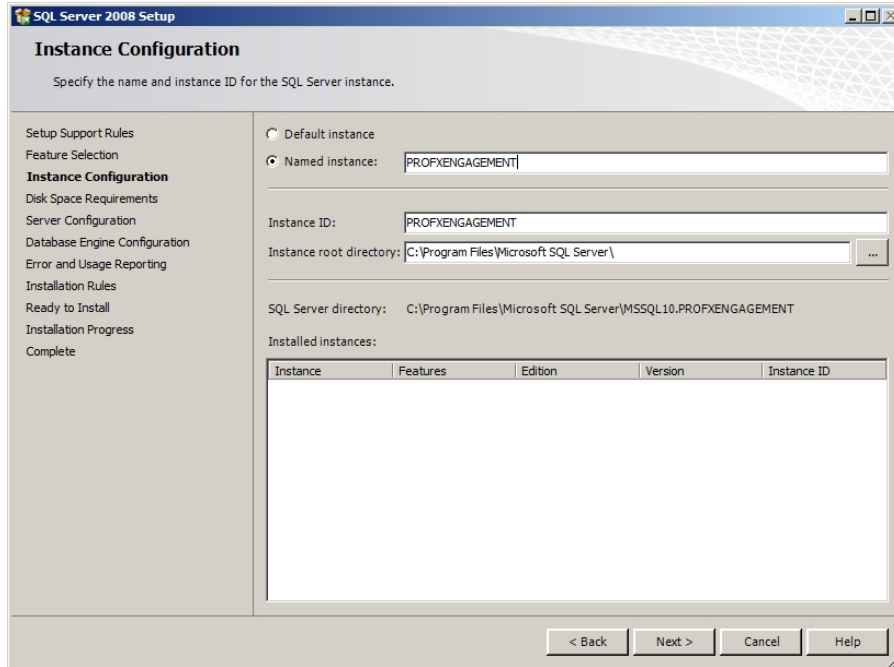 SQL Server 2008 Setup
Instance Configuration
Specify the name and instance ID for the SQL Server instance.
Setup Support Rules
Feature Selection
Instance Configuration
Disk Space Requirements
Server Configuration
Database Engine Configuration
Error and Usage Reporting
Installation Rules
Ready to Install
Installation Progress
Complete
Default instance
Named instance: PROFXENGAGEMENT
Instance ID: PROFXENGAGEMENT
Instance root directory: C:\Program Files\Microsoft SQL Server\ ...
SQL Server directory: C:\Program Files\Microsoft SQL Server\MSSQL10.PROFXENGAGEMENT
Installed instances:
Instance Features Edition Version Instance ID
< Back Next > Cancel Help